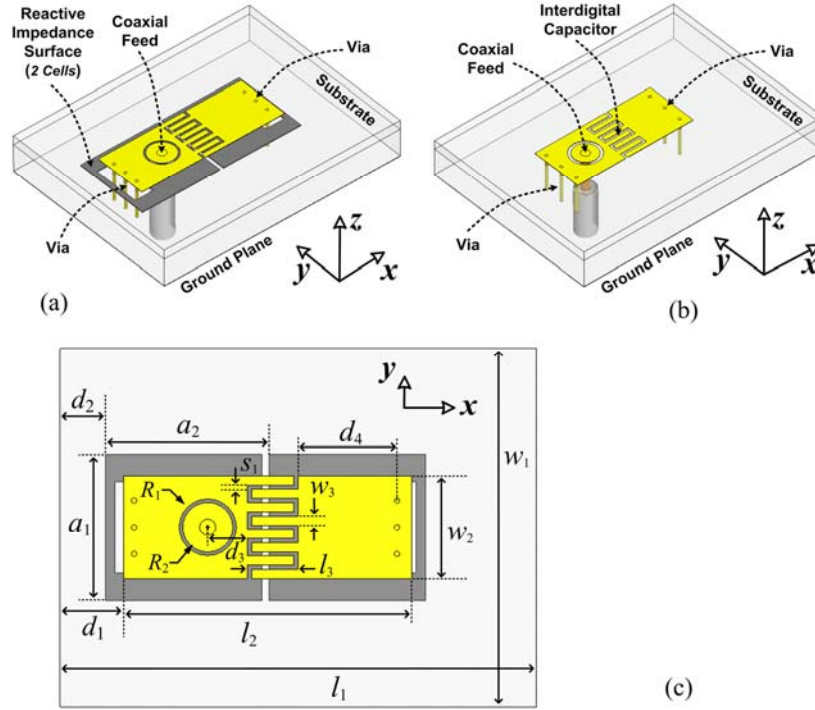 Reactive
Impedance
Surface
(2 Cells)
Coaxial
Feed
Via
Substrate
Via
Ground Plane
z
y
x
(a)
Interdigital
Capacitor
Coaxial
Feed
Via
Substrate
Via
Ground Plane
z
y
x
(b)
y
x
d2
a2
d4
w1
s1
R1
w3
a1
w2
d3
R2
l3
d1
l2
l1
(c)